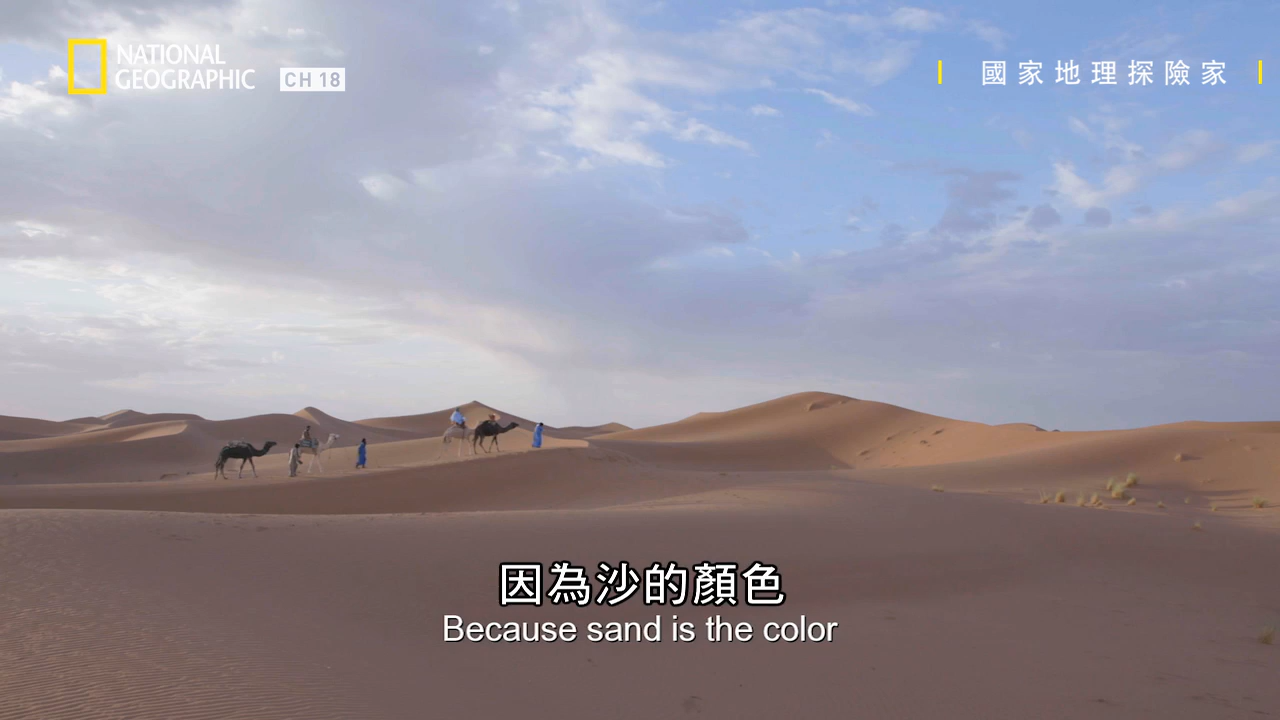 NATIONAL
GEOGRAPHIC
CH 18
國家地理探險家
因為沙的顏色
Because sand is the color